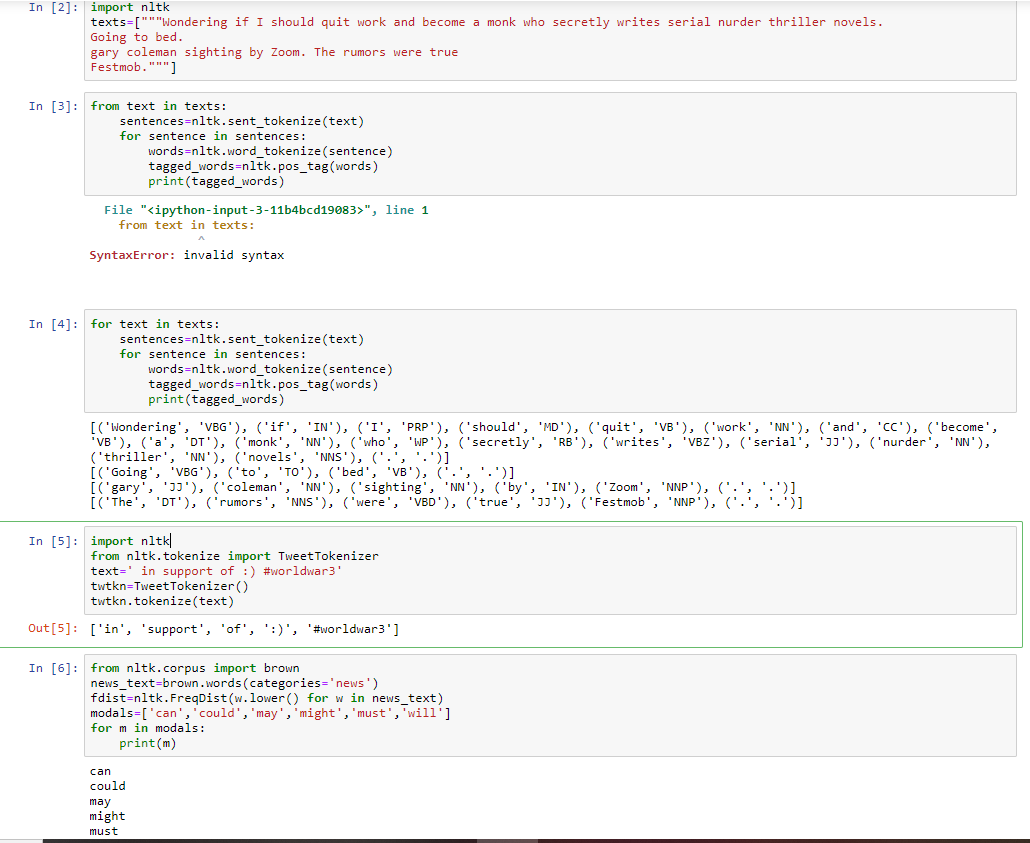 In [2]: import nltk
texts=["""Wondering if I should quit work and become a monk who secretly writes serial nurder thriller novels.
Going to bed.
gary coleman sighting by Zoom. The rumors were true
Festmob."""]
In [3]: from text in texts:
    sentences=nltk.sent_tokenize(text)
    for sentence in sentences:
        words=nltk.word_tokenize(sentence)
        tagged_words=nltk.pos_tag(words)
        print(tagged_words)
File "<ipython-input-3-11b4bcd19083>", line 1
    from text in texts:
    ^
SyntaxError: invalid syntax
In [4]: for text in texts:
    sentences=nltk.sent_tokenize(text)
    for sentence in sentences:
        words=nltk.word_tokenize(sentence)
        tagged_words=nltk.pos_tag(words)
        print(tagged_words)
[('Wondering', 'VBG'), ('if', 'IN'), ('I', 'PRP'), ('should', 'MD'), ('quit', 'VB'), ('work', 'NN'), ('and', 'CC'), ('become',
'VB'), ('a', 'DT'), ('monk', 'NN'), ('who', 'WP'), ('secretly', 'RB'), ('writes', 'VBZ'), ('serial', 'JJ'), ('nurder', 'NN'),
('thriller', 'NN'), ('novels', 'NNS'), ('.', '.')]
[('Going', 'VBG'), ('to', 'TO'), ('bed', 'VB'), ('.', '.')]
[('gary', 'JJ'), ('coleman', 'NN'), ('sighting', 'NN'), ('by', 'IN'), ('Zoom', 'NNP'), ('.', '.')]
[('The', 'DT'), ('rumors', 'NNS'), ('were', 'VBD'), ('true', 'JJ'), ('Festmob', 'NNP'), ('.', '.')]
In [5]: import nltk
from nltk.tokenize import TweetTokenizer
text=' in support of :) #worldwar3'
twtkn=TweetTokenizer()
twtkn.tokenize(text)
Out[5]: ['in', 'support', 'of', ':)', '#worldwar3']
In [6]: from nltk.corpus import brown
news_text=brown.words(categories='news')
fdist=nltk.FreqDist(w.lower() for w in news_text)
modals=['can','could','may','might','must','will']
for m in modals:
    print(m)
can
could
may
might
must